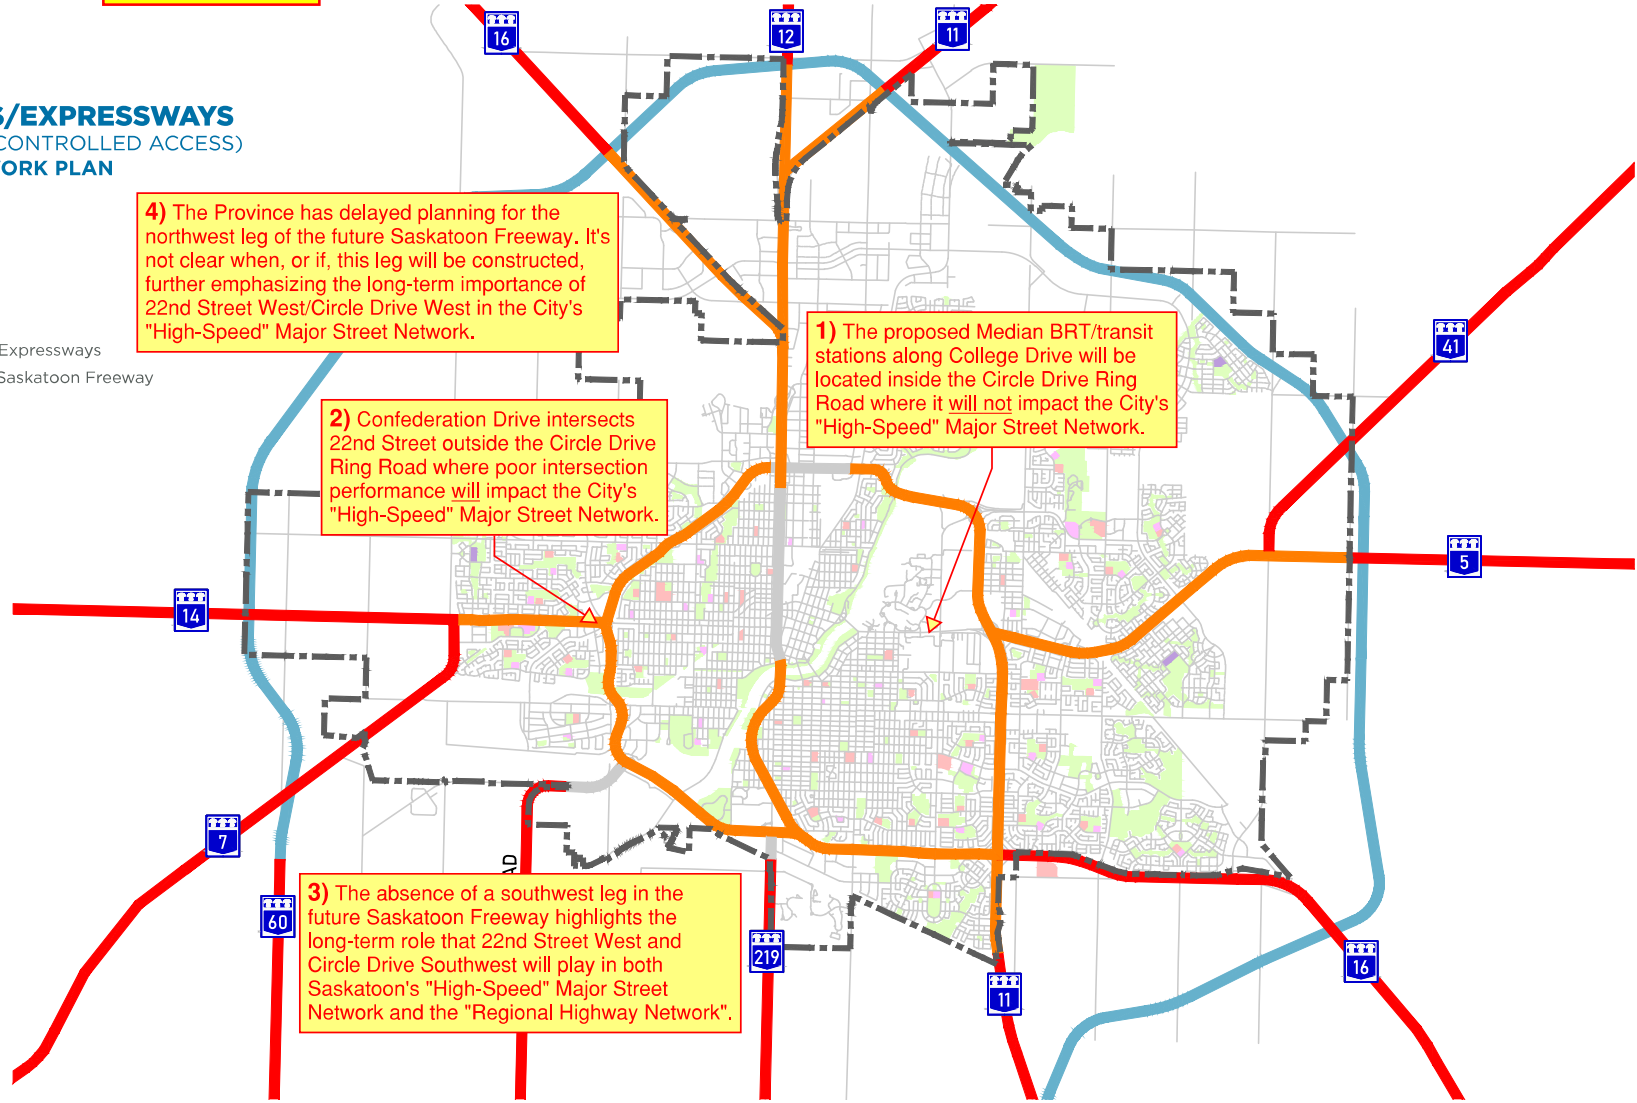 16
12
11
S/EXPRESSWAYS
CONTROLLED ACCESS)
ORK PLAN
4) The Province has delayed planning for the
northwest leg of the future Saskatoon Freeway. It's
not clear when, or if, this leg will be constructed,
further emphasizing the long-term importance of
22nd Street West/Circle Drive West in the City's
"High-Speed" Major Street Network.
Expressways
Saskatoon Freeway
1) The proposed Median BRT/transit
stations along College Drive will be
located inside the Circle Drive Ring
Road where it will not impact the City's
"High-Speed" Major Street Network.
41
2) Confederation Drive intersects
22nd Street outside the Circle Drive
Ring Road where poor intersection
performance will impact the City's
"High-Speed" Major Street Network.
5
14
7
AD
60
3) The absence of a southwest leg in the
future Saskatoon Freeway highlights the
long-term role that 22nd Street West and
Circle Drive Southwest will play in both
Saskatoon's "High-Speed" Major Street
Network and the "Regional Highway Network".
219
11
16